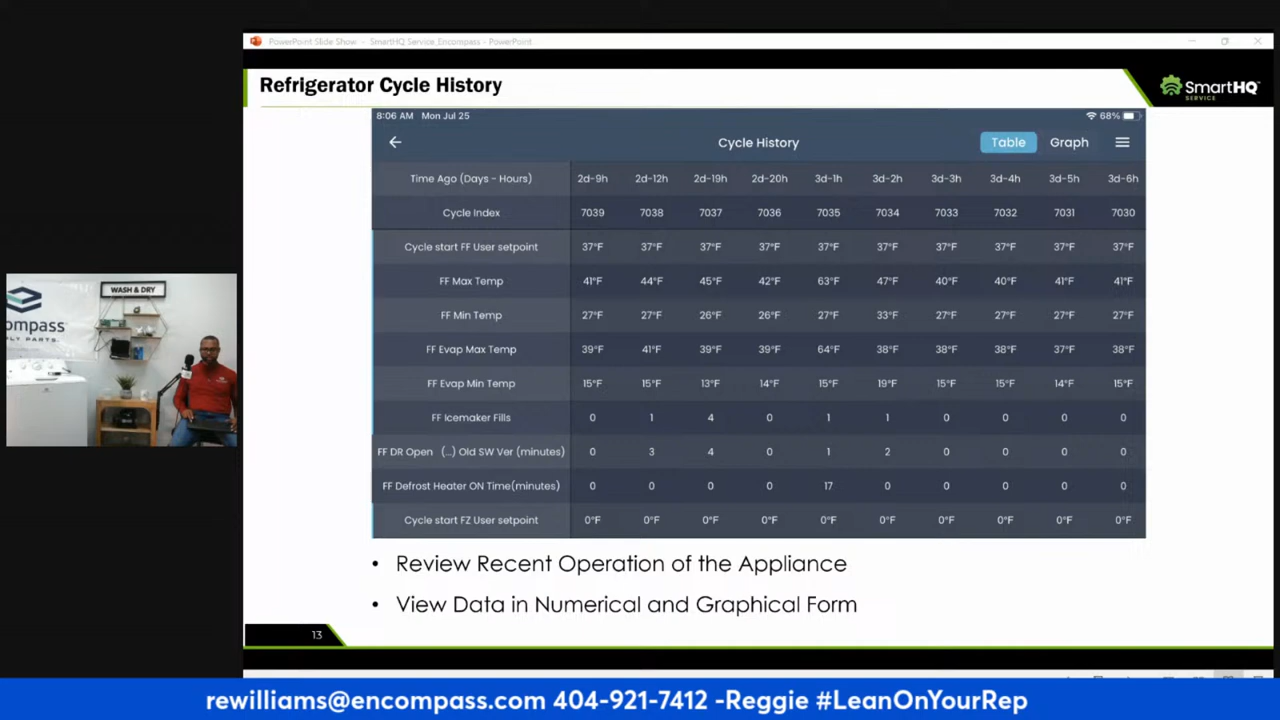 PowerPoint Slide Show - SmartHQ Service_Encompass - PowerPoint
Refrigerator Cycle History
SmartHQ
SERVICE
8:06 AM Mon Jul 25
68%
Cycle History
Table Graph
Time Ago (Days - Hours) 2d-9h 2d-12h 2d-19h 2d-20h 3d-1h 3d-2h 3d-3h 3d-4h 3d-5h 3d-6h
Cycle Index 7039 7038 7037 7036 7035 7034 7033 7032 7031 7030
Cycle start FF User setpoint 37°F 37°F 37°F 37°F 37°F 37°F 37°F 37°F 37°F 37°F
FF Max Temp 41°F 44°F 45°F 42°F 63°F 47°F 40°F 40°F 41°F 41°F
FF Min Temp 27°F 27°F 26°F 26°F 27°F 33°F 27°F 27°F 27°F 27°F
FF Evap Max Temp 39°F 41°F 39°F 39°F 64°F 38°F 38°F 38°F 37°F 38°F
FF Evap Min Temp 15°F 15°F 13°F 14°F 15°F 19°F 15°F 15°F 14°F 15°F
FF Icemaker Fills 0 1 4 0 1 1 0 0 0 0
FF DR Open (...) Old SW Ver (minutes) 0 3 4 0 1 2 0 0 0 0
FF Defrost Heater ON Time(minutes) 0 0 0 0 17 0 0 0 0 0
Cycle start FZ User setpoint 0°F 0°F 0°F 0°F 0°F 0°F 0°F 0°F 0°F 0°F
• Review Recent Operation of the Appliance
• View Data in Numerical and Graphical Form
13
WASH & DRY
ompass
LY PARTS.
rewilliams@encompass.com 404-921-7412 -Reggie #LeanOnYourRep